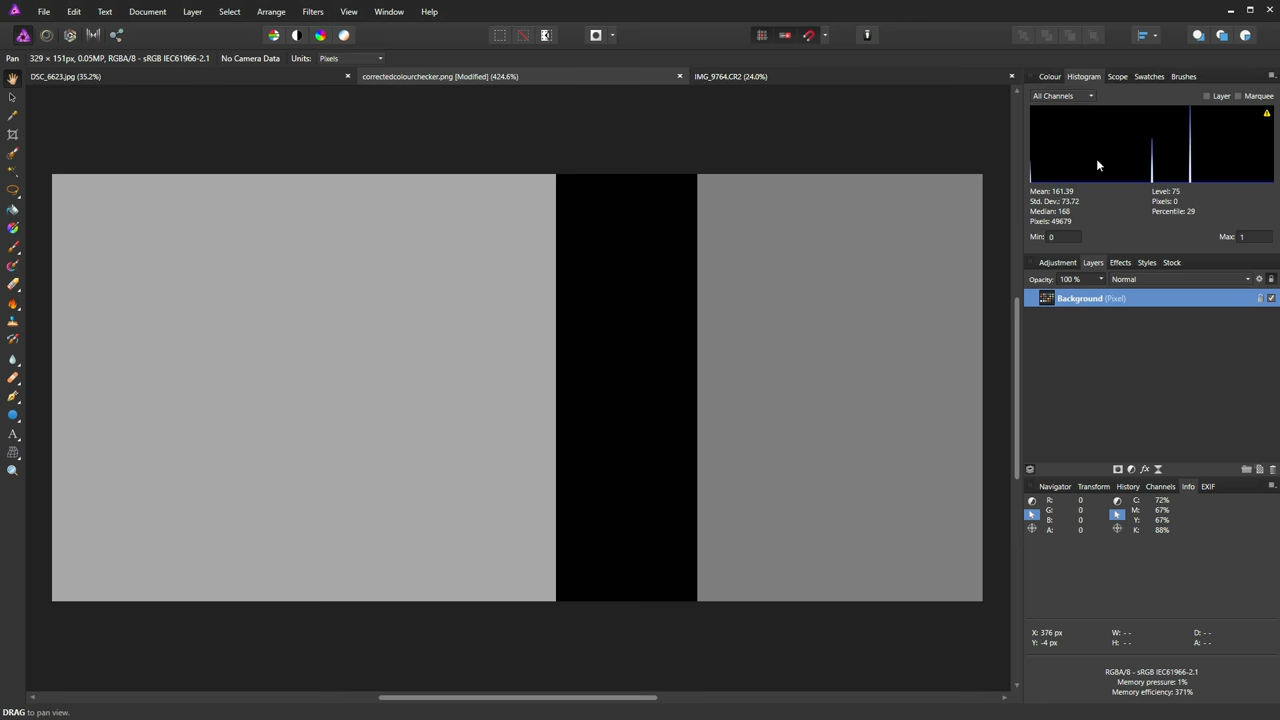 File Edit Text Document Layer Select Arrange Filters View Window Help
Pan 329 × 151px, 0.05MP, RGBA/8 - sRGB IEC61966-2.1 No Camera Data Units: Pixels
DSC_6623.jpg (35.2%) correctedcolourchecker.png [Modified] (424.6%) IMG_9764.CR2 (24.0%)
Colour Histogram Scope Swatches Brushes
All Channels Layer Marquee
Mean: 161.39 Level: 75
Std. Dev.: 73.72 Pixels: 0
Median: 168 Percentile: 29
Pixels: 49679
Min: 0 Max: 1
Adjustment Layers Effects Styles Stock
Opacity: 100 % Normal
Background (Pixel)
Navigator Transform History Channels Info EXIF
R: 0 C: 72%
G: 0 M: 67%
B: 0 Y: 67%
A: 0 K: 88%
X: 376 px W: - - D: - -
Y: -4 px H: - - A: - -
RGBA/8 - sRGB IEC61966-2.1
Memory pressure: 1%
Memory efficiency: 371%
DRAG to pan view.